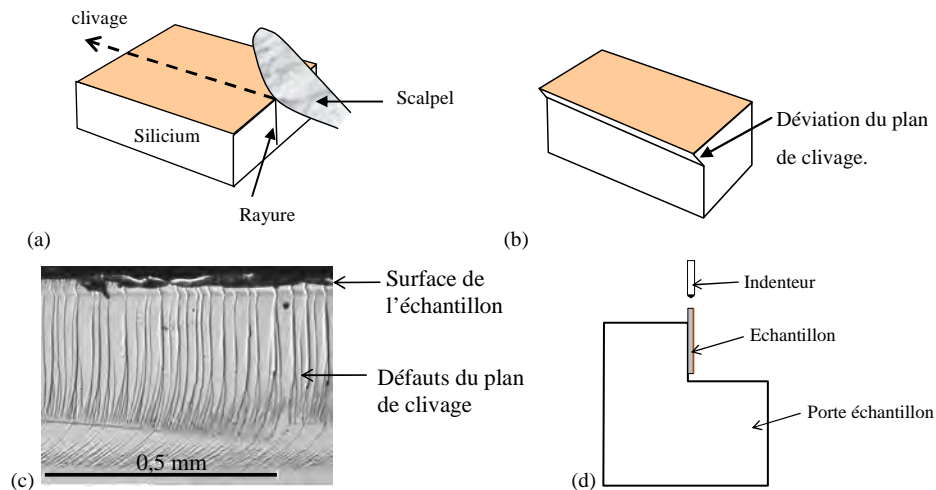 clivage
Scalpel
Silicium
Rayure
(a)
Déviation du plan
de clivage.
(b)
Surface de
l'échantillon
Défauts du plan
de clivage
0,5 mm
(c)
Indenteur
Echantillon
Porte échantillon
(d)